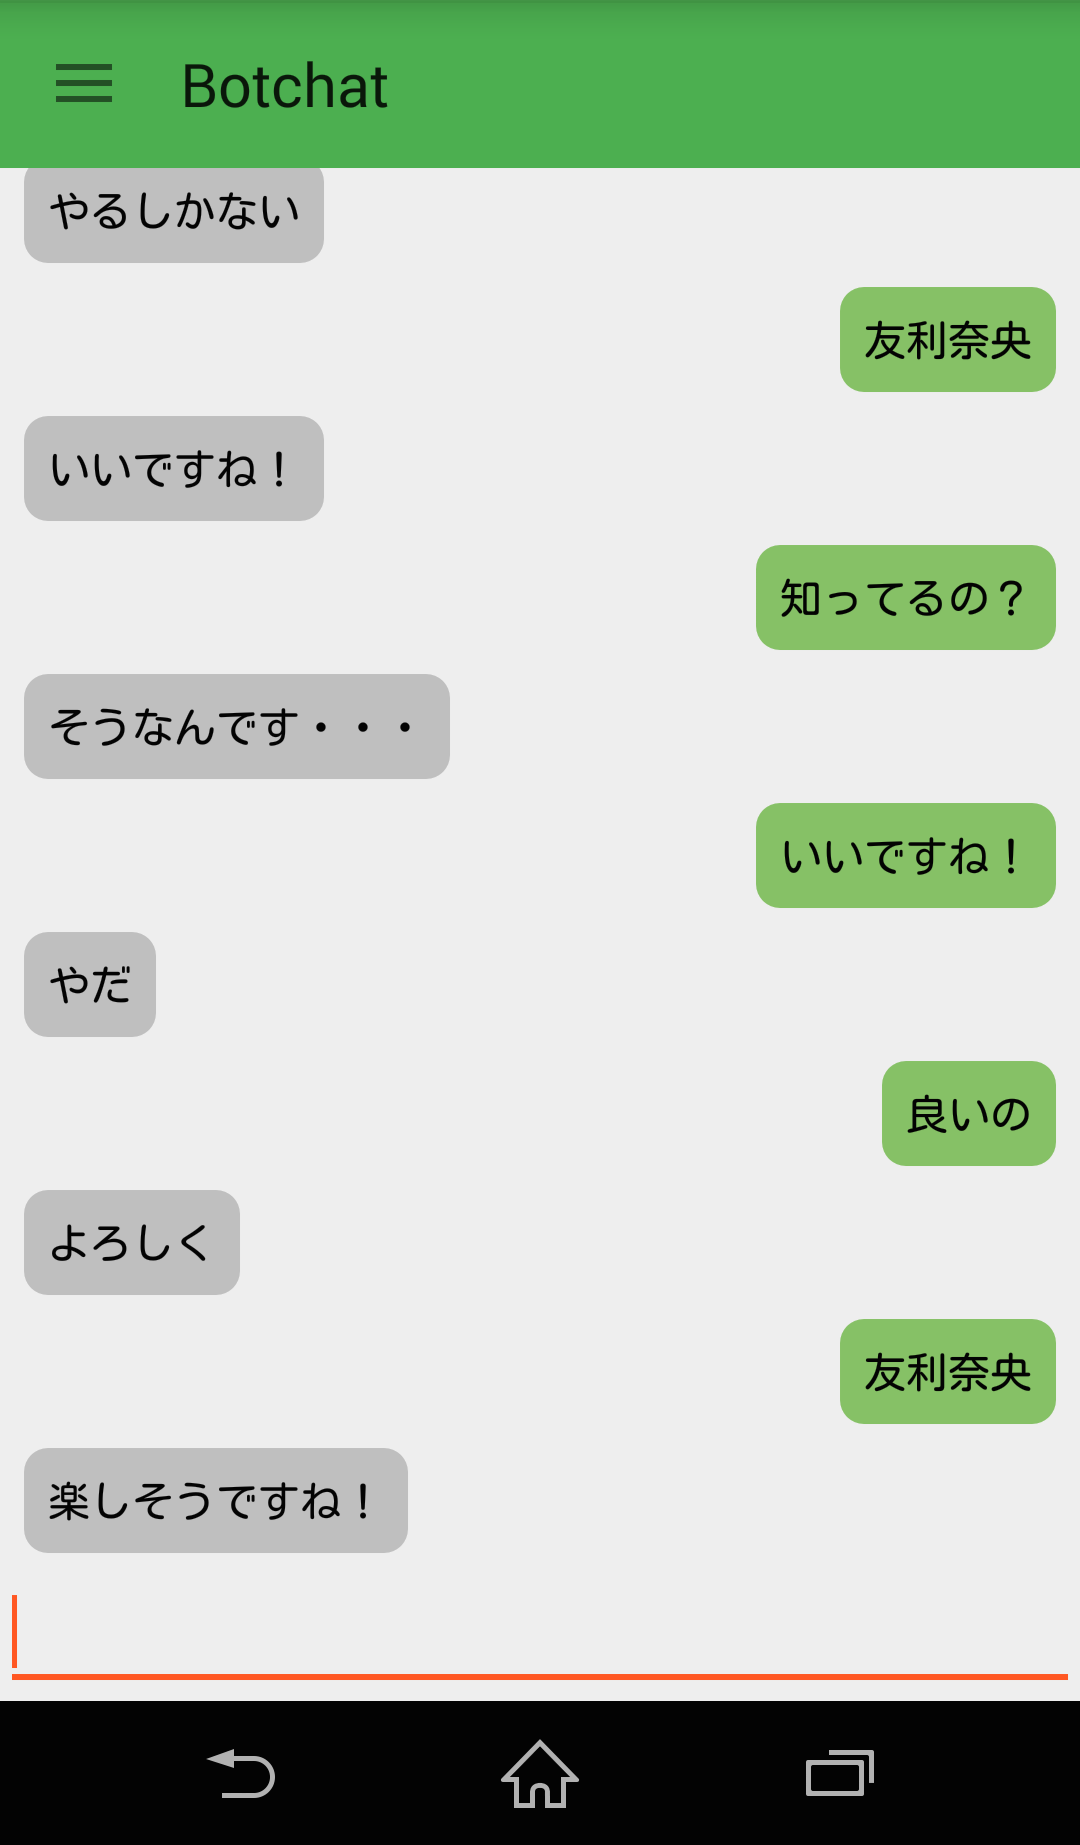 Botchat
やるしかない
友利奈央
いいですね！
知ってるの？
そうなんです・・・
いいですね！
やだ
良いの
よろしく
友利奈央
楽しそうですね！